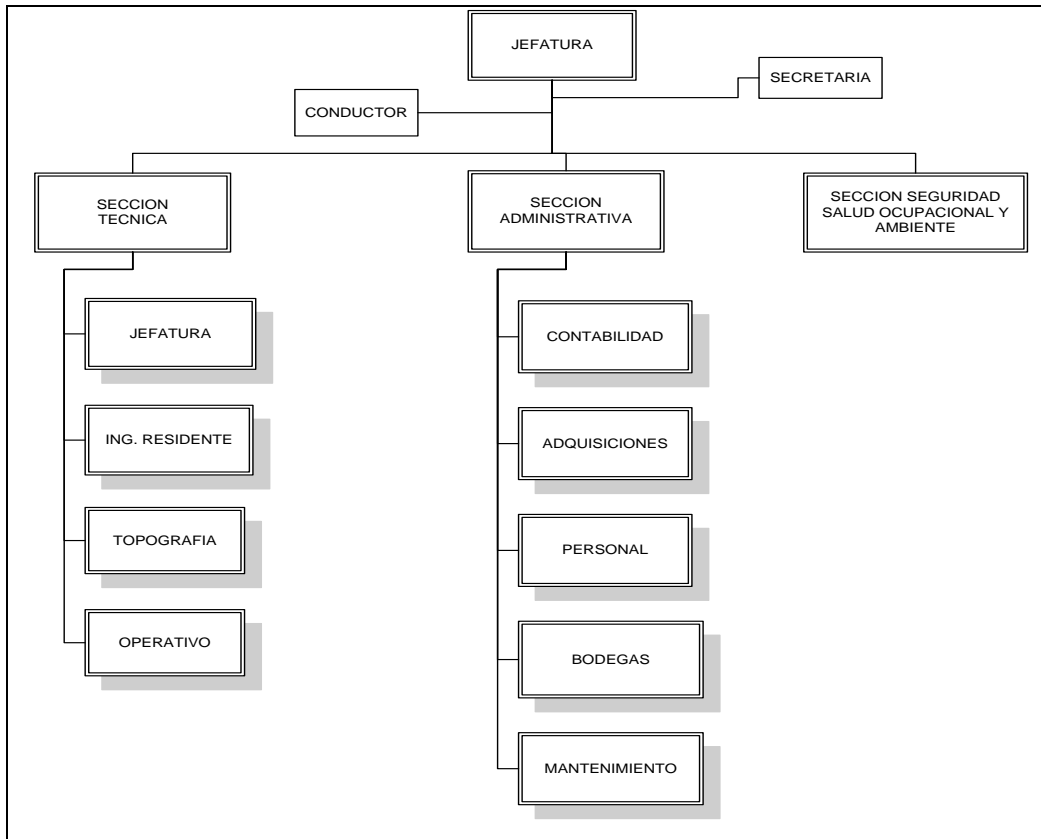 JEFATURA
SECRETARIA
CONDUCTOR
SECCION
TECNICA
SECCION
ADMINISTRATIVA
SECCION SEGURIDAD
SALUD OCUPACIONAL Y
AMBIENTE
JEFATURA
ING. RESIDENTE
TOPOGRAFIA
OPERATIVO
CONTABILIDAD
ADQUISICIONES
PERSONAL
BODEGAS
MANTENIMIENTO